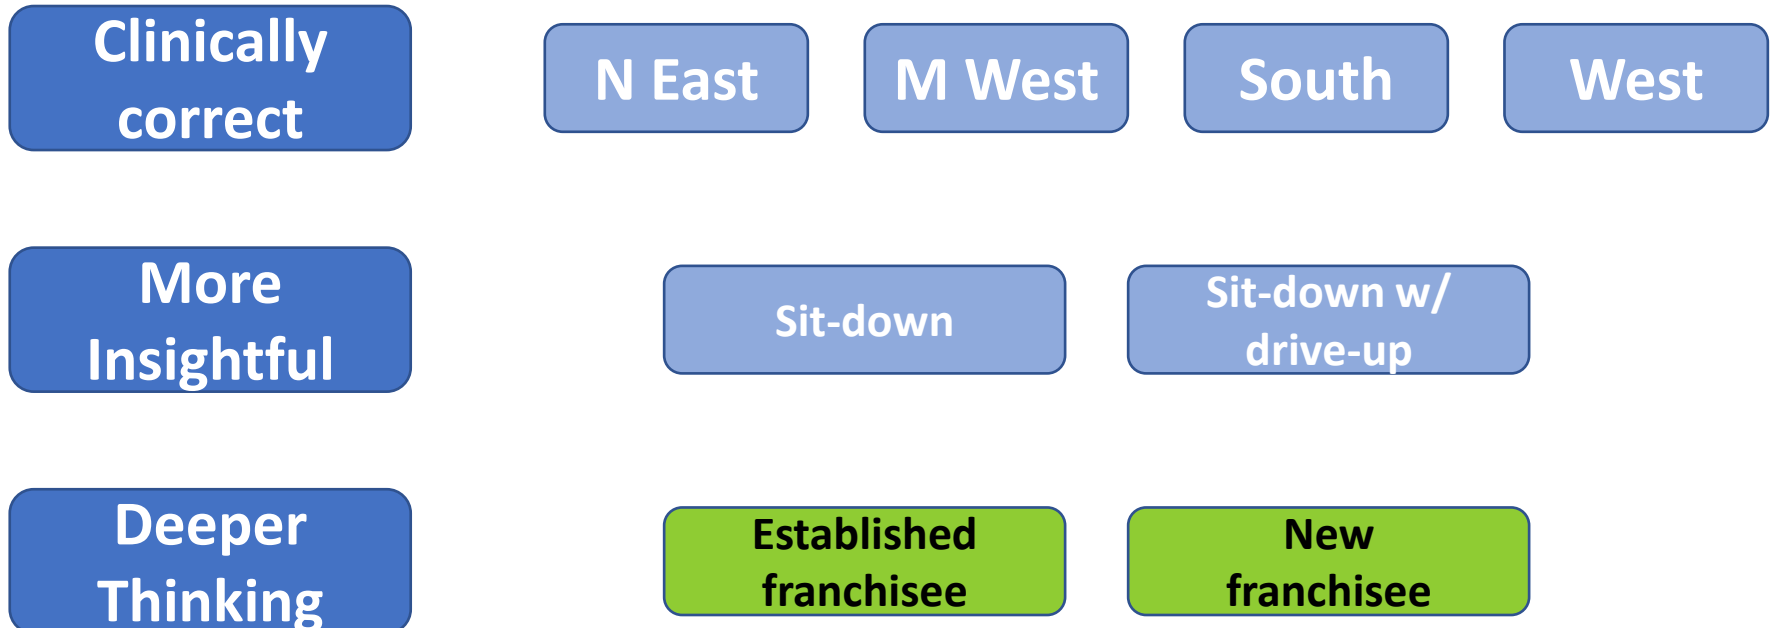 Clinically
correct
N East
M West
South
West
More
Insightful
Sit-down
Sit-down w/
drive-up
Deeper
Thinking
Established
franchisee
New
franchisee